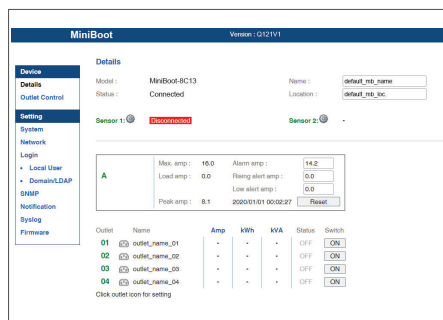 MiniBoot Version : Q121V1
Device
Details
Outlet Control
Setting
System
Network
Login
• Local User
• Domain/LDAP
SNMP
Notification
Syslog
Firmware
Details
Model : MiniBoot-8C13 Name : default_mb_name
Status : Connected Location : default_mb_loc.
Sensor 1: Disconnected Sensor 2: -
A
Max. amp : 16.0 Alarm amp : 14.2
Load amp : 0.0 Rising alert amp : 0.0
Low alert amp : 0.0
Peak amp : 8.1 2020/01/01 00:02:27 Reset
Outlet Name Amp kWh kVA Status Switch
01 outlet_name_01 - - - OFF ON
02 outlet_name_02 - - - OFF ON
03 outlet_name_03 - - - OFF ON
04 outlet_name_04 - - - OFF ON
Click outlet icon for setting